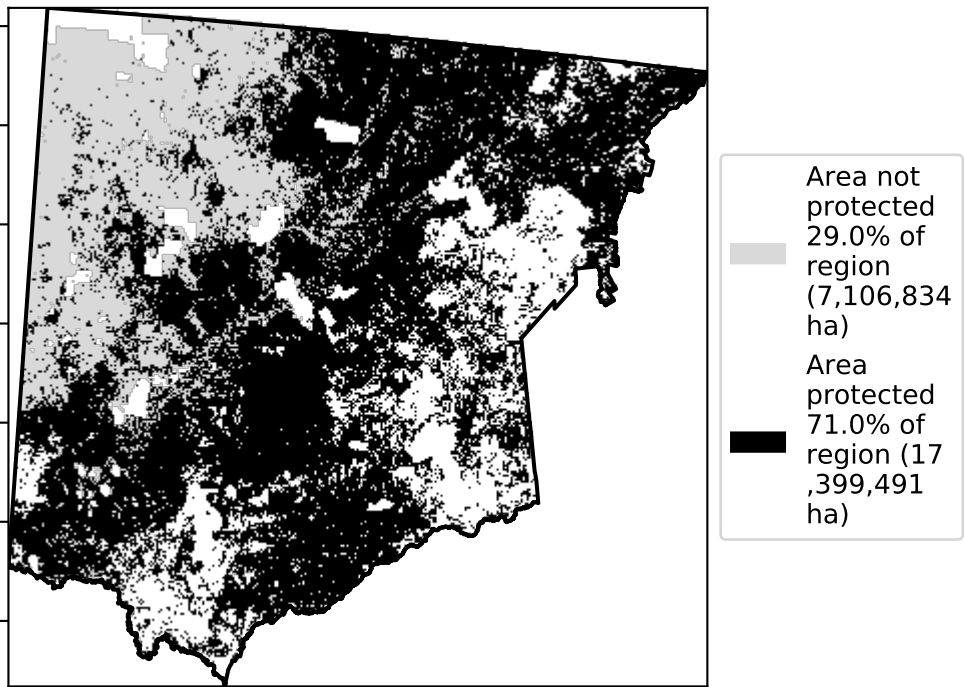 Area not
protected
29.0% of
region
(7,106,834
ha)
Area
protected
71.0% of
region (17
,399,491
ha)